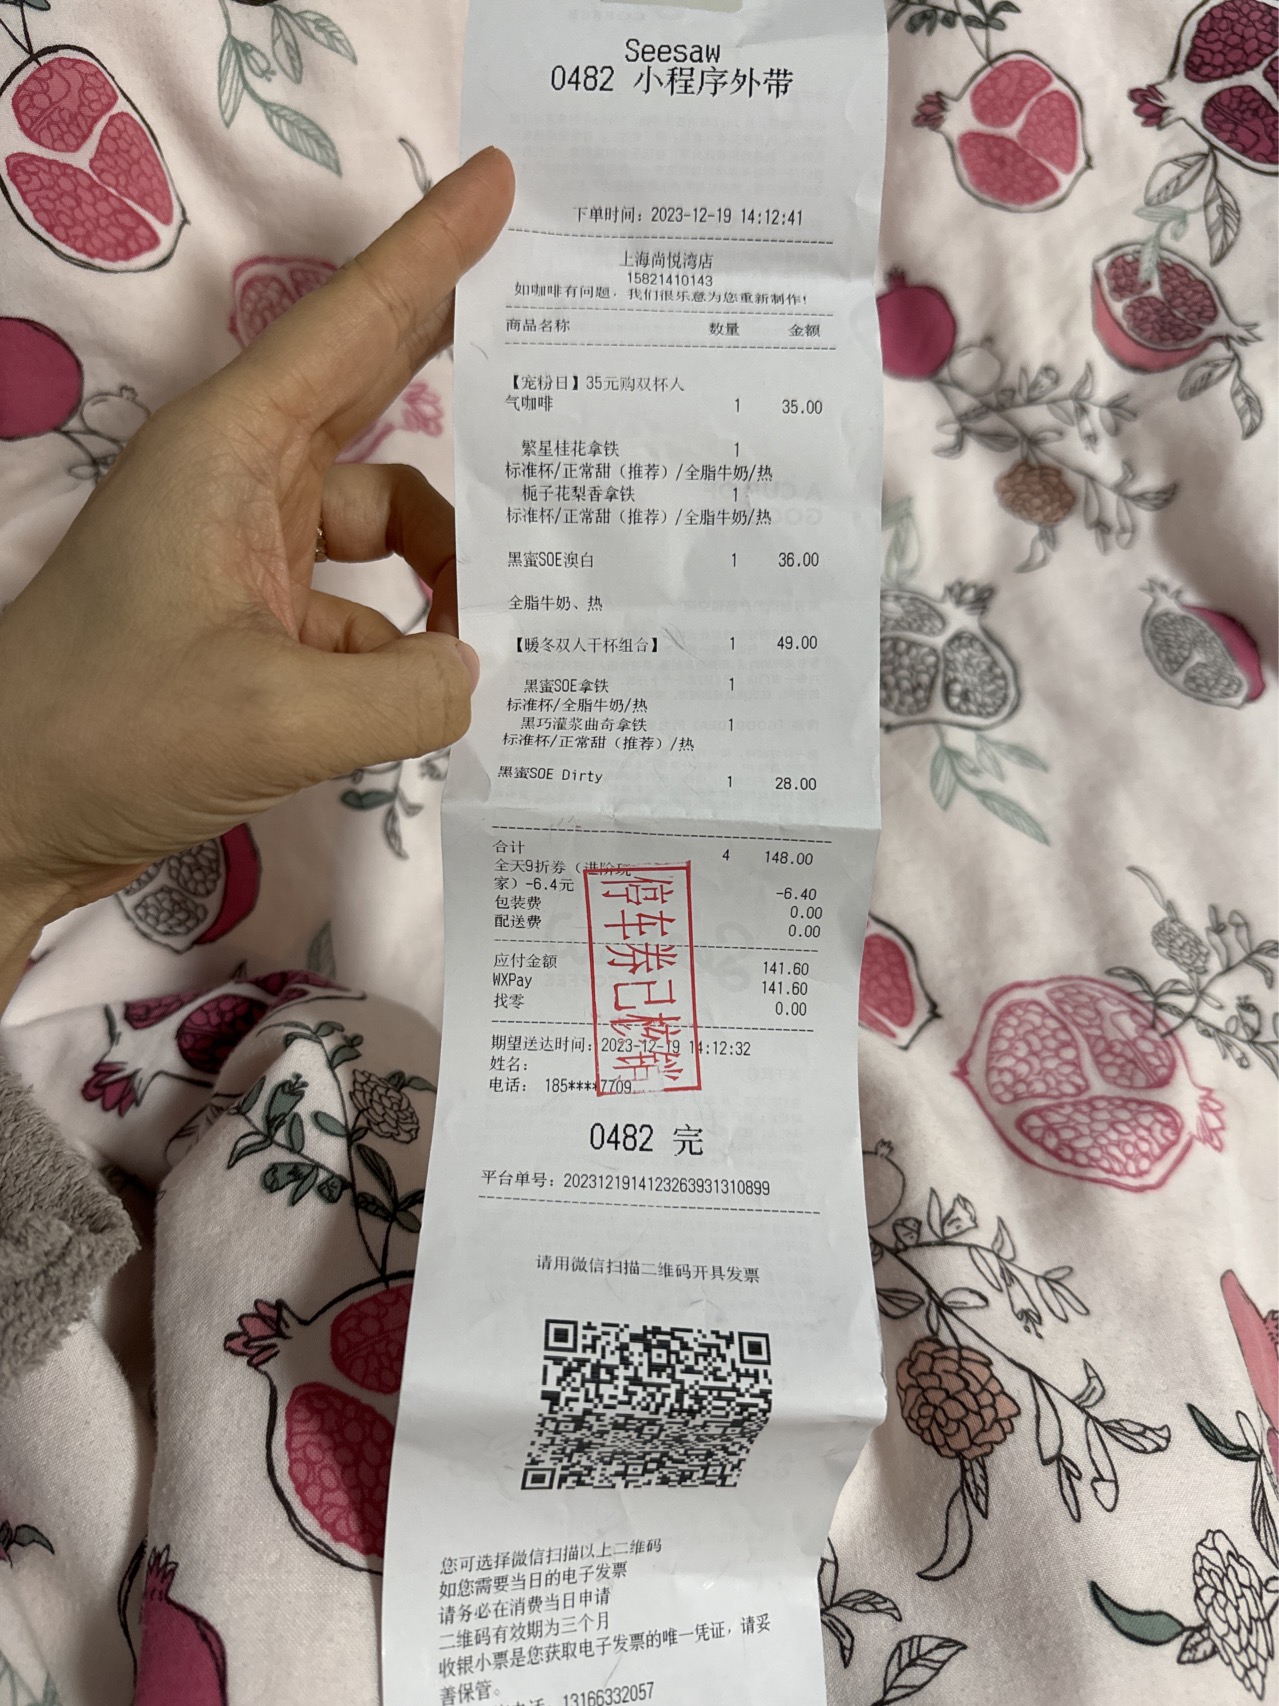 Seesaw
0482 小程序外带
下单时间：2023-12-19 14:12:41
上海尚悦湾店
15821410143
如咖啡有问题，我们很乐意为您重新制作！
商品名称 数量 金额
【宠粉日】35元购双杯人
气咖啡 1 35.00
繁星桂花拿铁 1
标准杯/正常甜（推荐）/全脂牛奶/热
栀子花梨香拿铁 1
标准杯/正常甜（推荐）/全脂牛奶/热
黑蜜SOE澳白 1 36.00
全脂牛奶、热
【暖冬双人干杯组合】 1 49.00
黑蜜SOE拿铁 1
标准杯/全脂牛奶/热
黑巧灌浆曲奇拿铁 1
标准杯/正常甜（推荐）/热
黑蜜SOE Dirty 1 28.00
合计 4 148.00
全天9折券（进阶玩
家）-6.4元 -6.40
包装费 0.00
配送费 0.00
应付金额 141.60
WXPay 141.60
找零 0.00
停车券已核销
期望送达时间：2023-12-19 14:12:32
姓名：
电话： 185****7709
0482 完
平台单号：2023121914123263931310899
请用微信扫描二维码开具发票
您可选择微信扫描以上二维码
如您需要当日的电子发票
请务必在消费当日申请
二维码有效期为三个月
收银小票是您获取电子发票的唯一凭证，请妥
善保管。
电话：13166332057